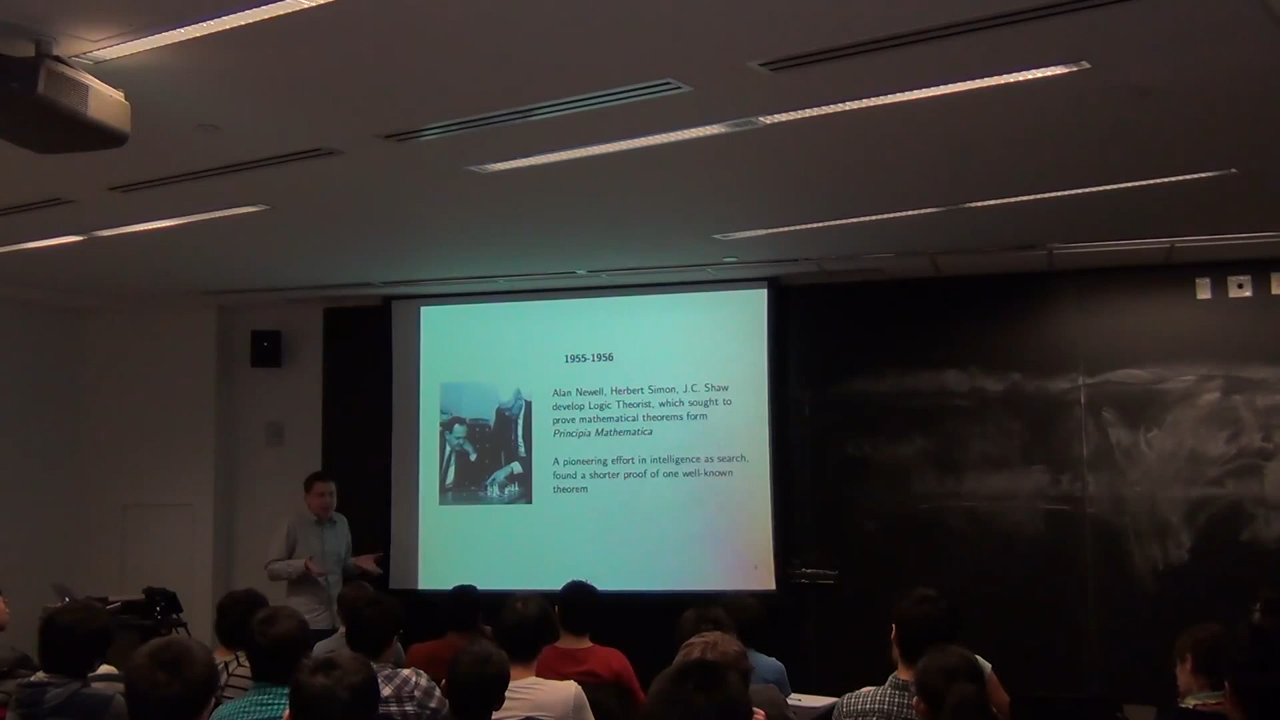 1955-1956
Alan Newell, Herbert Simon, J.C. Shaw
develop Logic Theorist, which sought to
prove mathematical theorems form
Principia Mathematica
A pioneering effort in intelligence as search,
found a shorter proof of one well-known
theorem